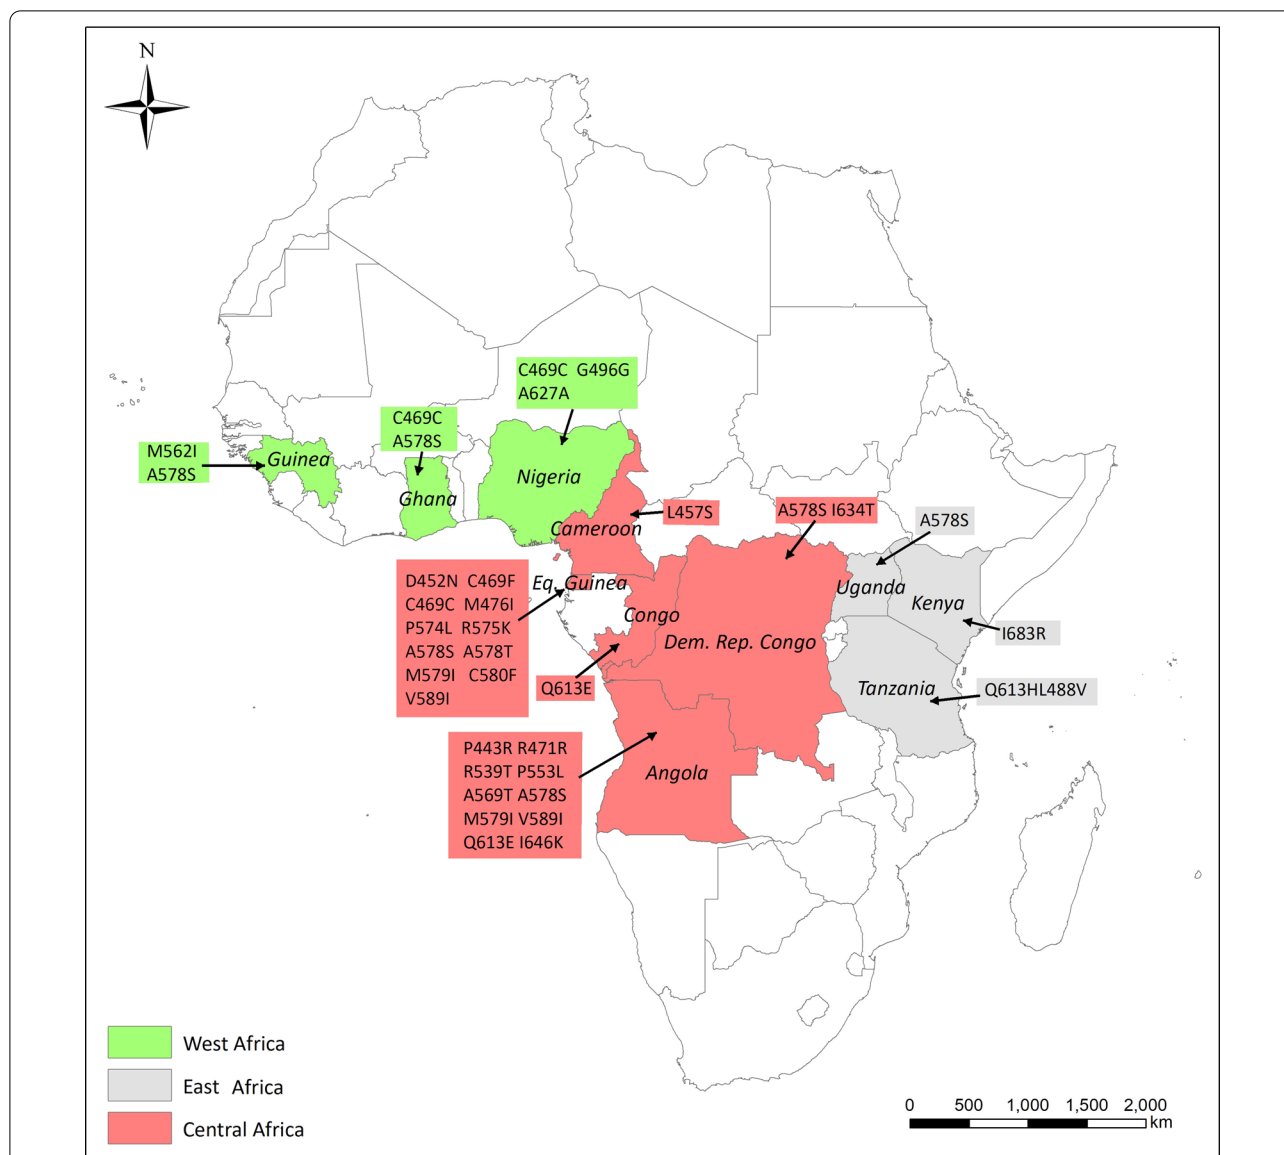 N
C469C G496G
A627A
C469C
A578S
M562I
A578S
Guinea
Ghana
Nigeria
Cameroon
L457S
A578S I634T
A578S
D452N C469F
C469C M476I
P574L R575K
A578S A578T
M579I C580F
V589I
Eq. Guinea
Congo
Dem. Rep. Congo
Uganda
Kenya
I683R
Q613E
Tanzania
Q613HL488V
P443R R471R
R539T P553L
A569T A578S
M579I V589I
Q613E I646K
Angola
West Africa
East Africa
Central Africa
0 500 1,000 1,500 2,000
km